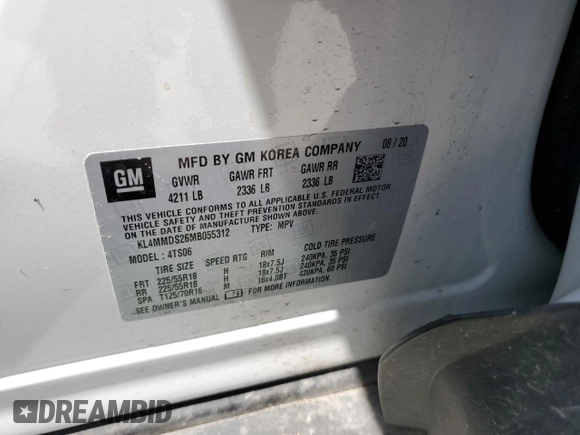 GM
MFD BY GM KOREA COMPANY 08 / 20
GVWR GAWR FRT GAWR RR
4211 LB 2336 LB 2336 LB
THIS VEHICLE CONFORMS TO ALL APPLICABLE U.S. FEDERAL MOTOR
VEHICLE SAFETY, BUMPER, AND THEFT PREVENTION STANDARDS IN EFFECT
ON THE DATE OF MANUFACTURE SHOWN ABOVE.
KL4MMDS26MB055312 TYPE: MPV
MODEL: 4TS06
TIRE SIZE SPEED RTG RIM COLD TIRE PRESSURE
FRT 225/55R18 H 18x7.5J 240KPA, 35 PSI
RR 225/55R18 H 18x7.5J 240KPA, 35 PSI
SPA T125/70R16 M 16x4.0BT 420KPA, 60 PSI
SEE OWNER'S MANUAL FOR MORE INFORMATION.
DREAMBID